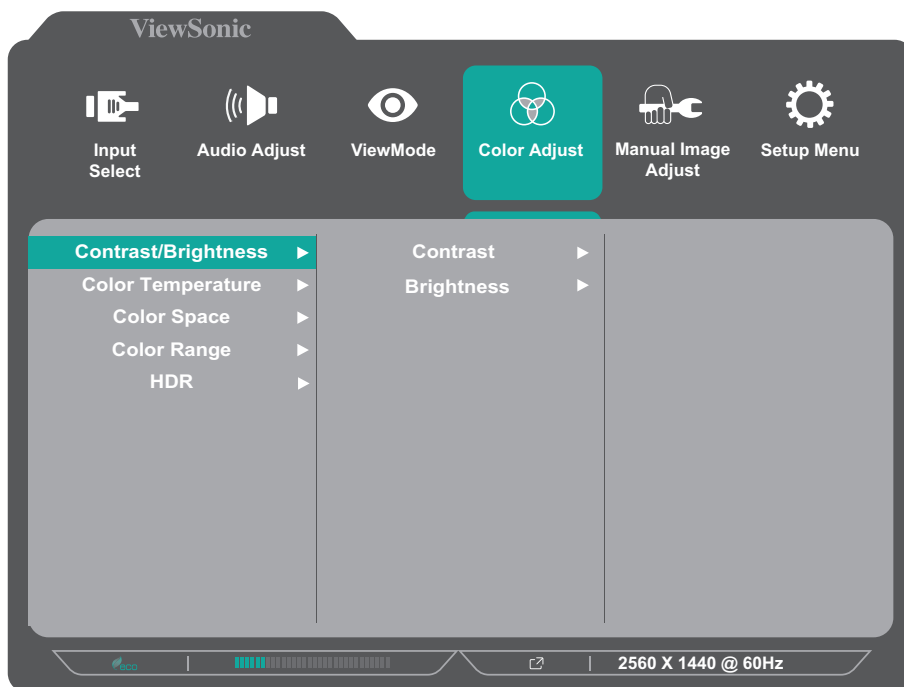 ViewSonic
Input
Select
Audio Adjust
ViewMode
Color Adjust
Manual Image
Adjust
Setup Menu
Contrast/Brightness
Color Temperature
Color Space
Color Range
HDR
Contrast
Brightness
eco
2560 X 1440 @ 60Hz